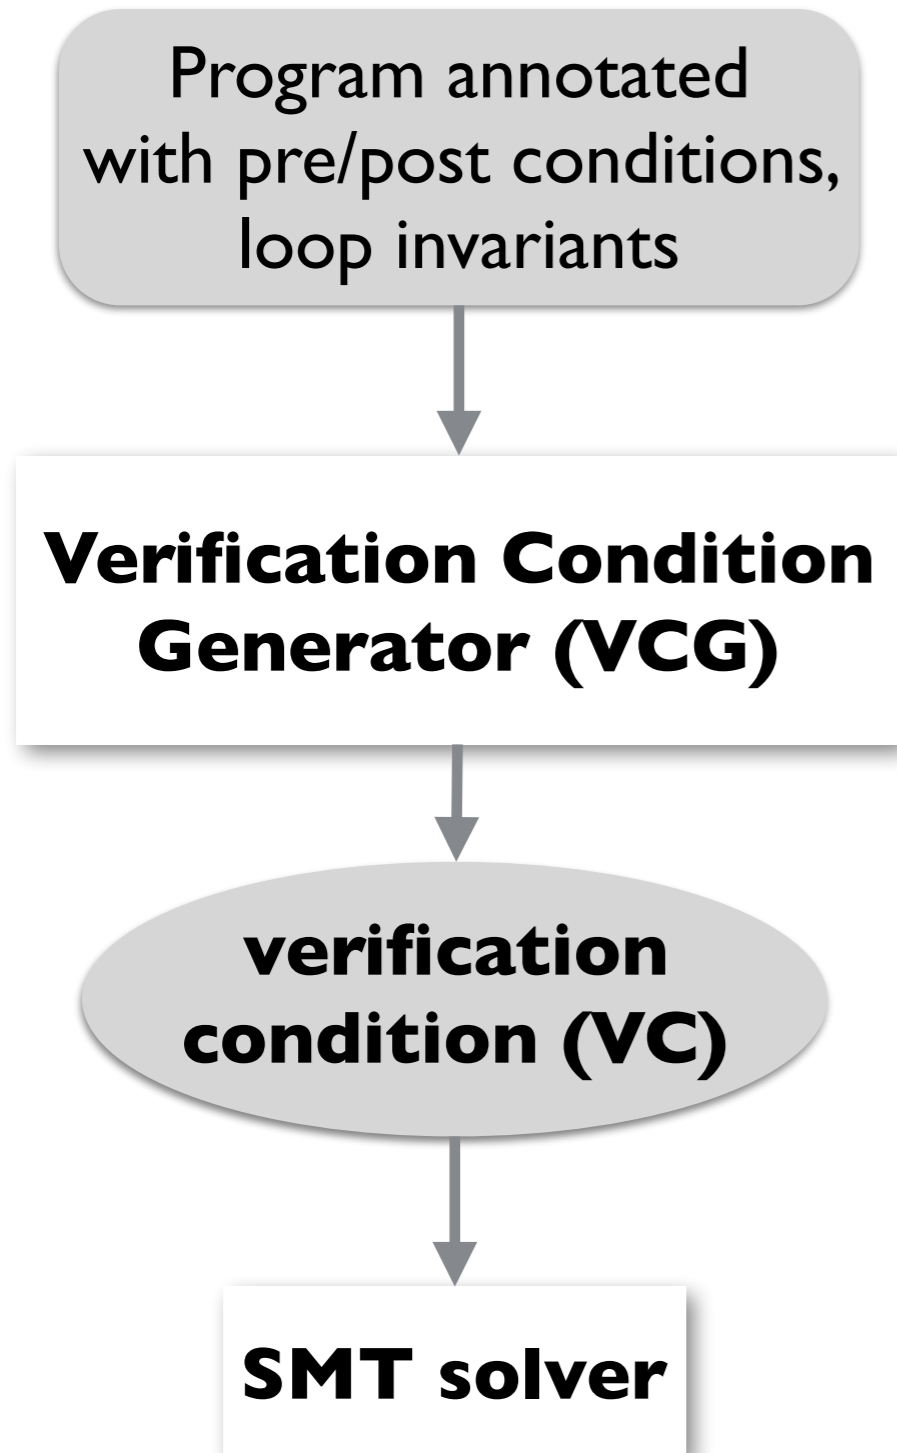 Program annotated
with pre/post conditions,
loop invariants
Verification Condition
Generator (VCG)
verification
condition (VC)
SMT solver